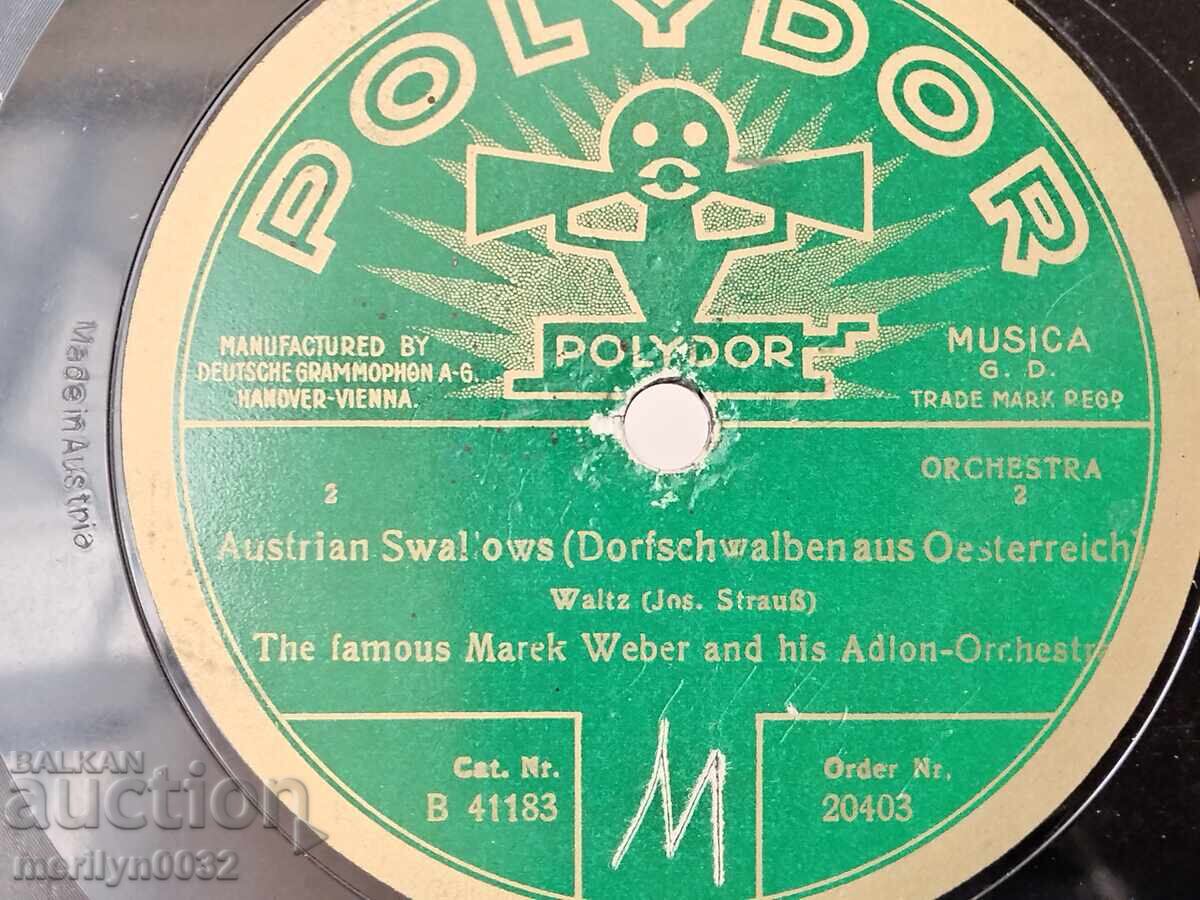 POLYDOR
POLYDOR
MANUFACTURED BY
DEUTSCHE GRAMMOPHON A-G.
HANOVER-VIENNA.
MUSICA
G. D.
TRADE MARK REGD
Made in Austria
ORCHESTRA
2
2
Austrian Swallows (Dorfschwalben aus Oesterreich)
Waltz (Jos. Strauß)
The famous Marek Weber and his Adlon-Orchestra
Cat. Nr.
B 41183
M
Order Nr.
20403
BALKAN
auction
merilyn0032